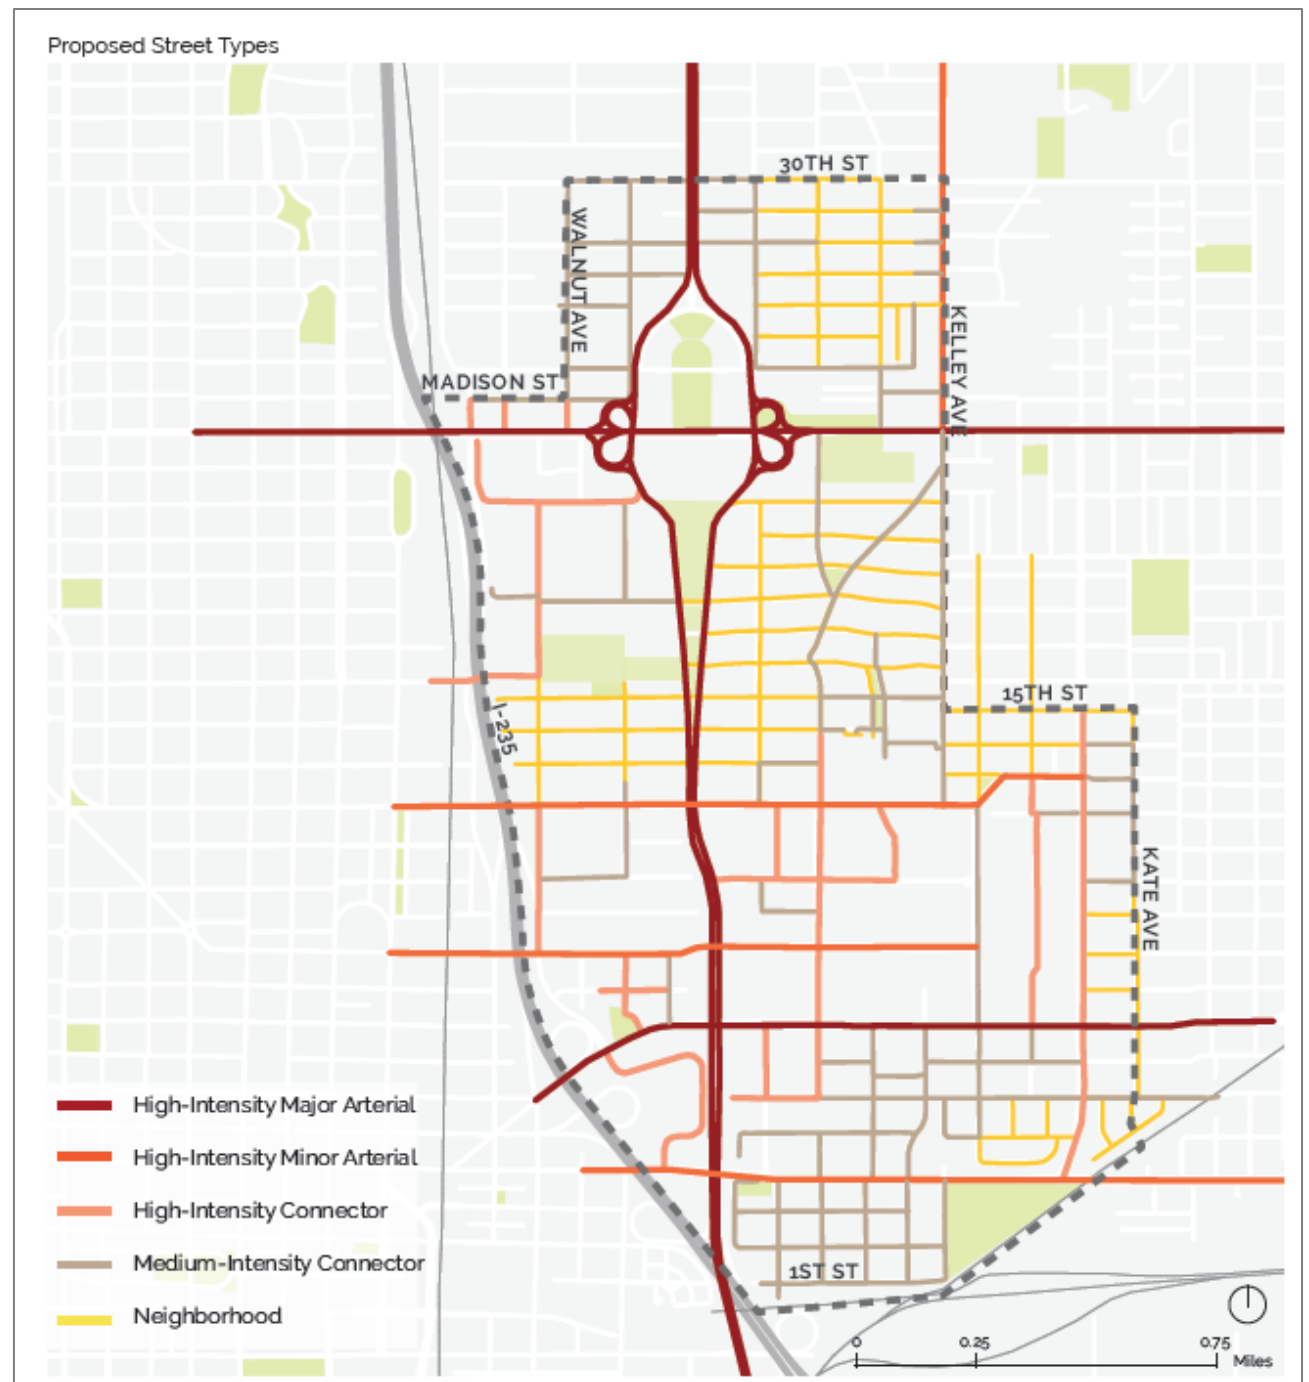 Proposed Street Types
30TH ST
WALNUT AVE
KELLEY AVE
MADISON ST
15TH ST
I-235
KATE AVE
High-Intensity Major Arterial
High-Intensity Minor Arterial
High-Intensity Connector
Medium-Intensity Connector
Neighborhood
1ST ST
0 0.25 0.75
Miles